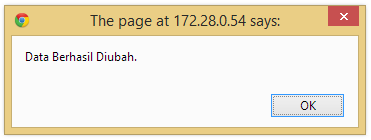 The page at 172.28.0.54 says:
Data Berhasil Diubah.
OK